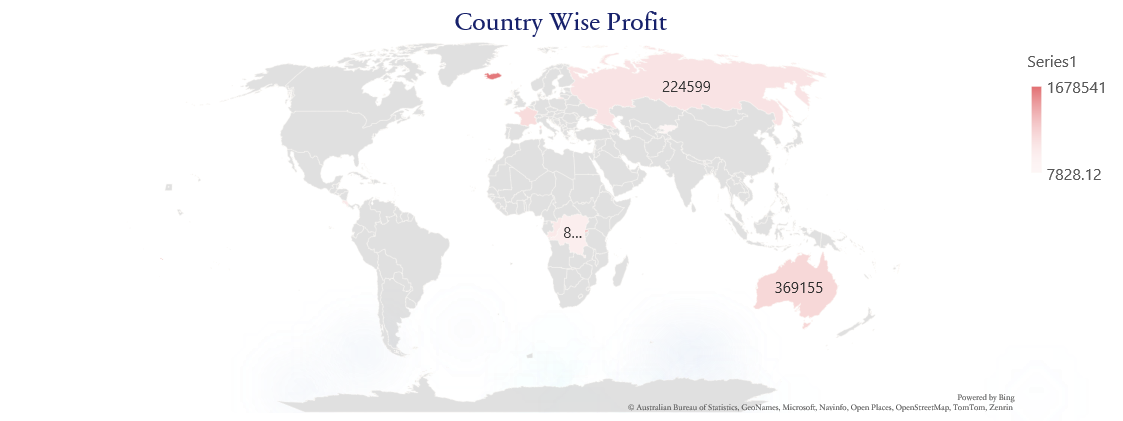 Country Wise Profit
Series1
1678541
7828.12
224599
8...
369155
Powered by Bing
© Australian Bureau of Statistics, GeoNames, Microsoft, Navinfo, Open Places, OpenStreetMap, TomTom, Zenrin